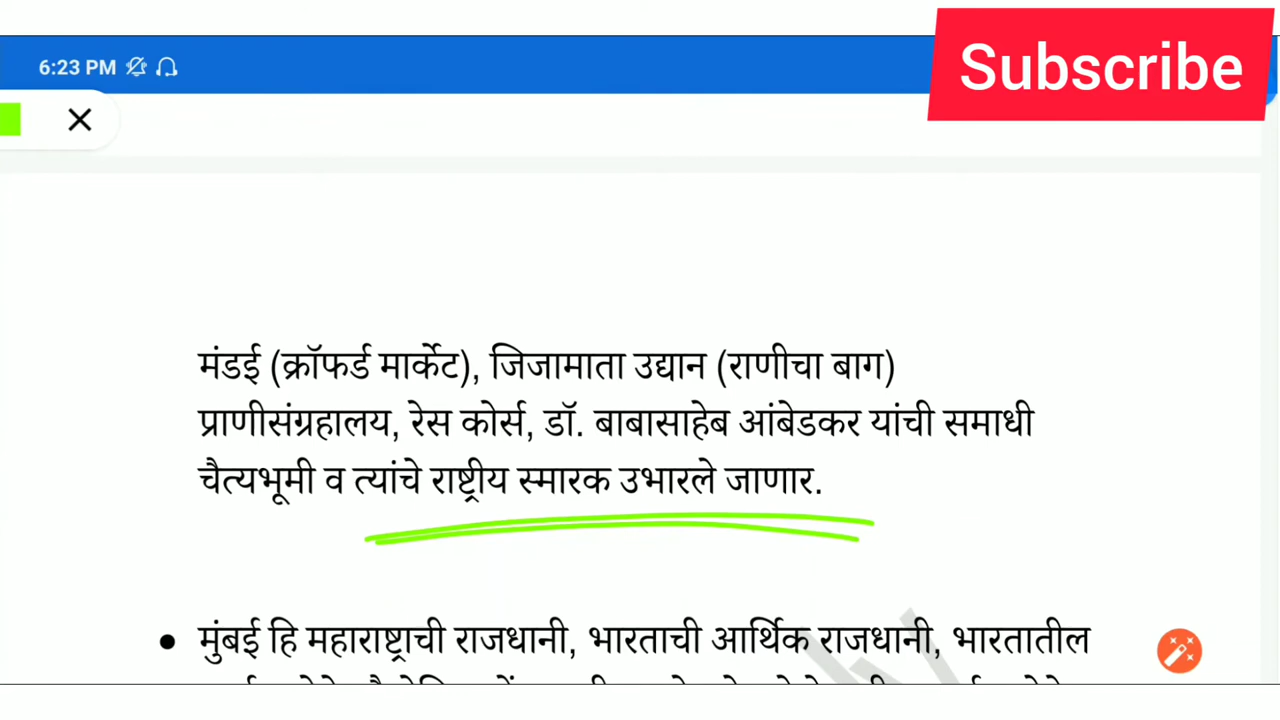 Subscribe
6:23 PM
मंडई (क्रॉफर्ड मार्केट), जिजामाता उद्यान (राणीचा बाग)
प्राणीसंग्रहालय, रेस कोर्स, डॉ. बाबासाहेब आंबेडकर यांची समाधी
चैत्यभूमी व त्यांचे राष्ट्रीय स्मारक उभारले जाणार.
• मुंबई हि महाराष्ट्राची राजधानी, भारताची आर्थिक राजधानी, भारतातील